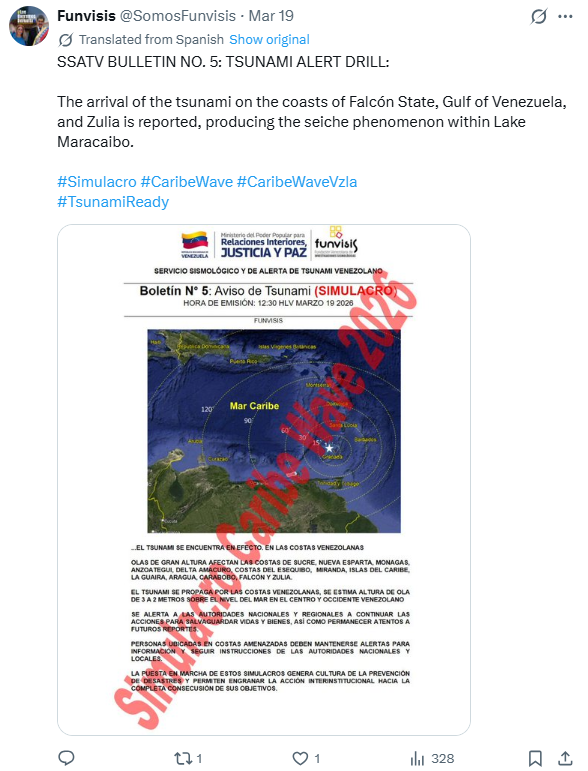 Funvisis @SomosFunvisis · Mar 19
Translated from Spanish Show original
SSATV BULLETIN NO. 5: TSUNAMI ALERT DRILL:
The arrival of the tsunami on the coasts of Falcón State, Gulf of Venezuela,
and Zulia is reported, producing the seiche phenomenon within Lake
Maracaibo.
#Simulacro #CaribeWave #CaribeWaveVzla
#TsunamiReady
VENEZUELA
Ministerio del Poder Popular para
Relaciones Interiores,
JUSTICIA Y PAZ
funvisis
SERVICIO SISMOLÓGICO Y DE ALERTA DE TSUNAMI VENEZOLANO
Boletín N° 5: Aviso de Tsunami (SIMULACRO)
HORA DE EMISIÓN: 12:30 HLV MARZO 19 2026
FUNVISIS
Haiti
República Dominicana
Islas Vírgenes Británicas
Puerto Rico
Montserrat
120'
Mar Caribe
90'
60'
30'
15'
Santa Lucía
Barbados
Granada
Aruba
Curacao
Trinidad y Tobago
Simulacro Caribe Wave 2026
...EL TSUNAMI SE ENCUENTRA EN EFECTO. EN LAS COSTAS VENEZOLANAS
OLAS DE GRAN ALTURA AFECTAN LAS COSTAS DE SUCRE, NUEVA ESPARTA, MONAGAS,
ANZOATEGUI, DELTA AMACURO, COSTAS DEL ESEQUIBO, MIRANDA, ISLAS DEL CARIBE,
LA GUAIRA, ARAGUA, CARABOBO, FALCÓN Y ZULIA.
EL TSUNAMI SE PROPAGA POR LAS COSTAS VENEZOLANAS, SE ESTIMA ALTURA DE OLA
DE 3 A 2 METROS SOBRE EL NIVEL DEL MAR EN EL CENTRO Y OCCIDENTE VENEZOLANO
SE ALERTA A LAS AUTORIDADES NACIONALES Y REGIONALES A CONTINUAR LAS
ACCIONES PARA SALVAGUARDAR VIDAS Y BIENES, ASÍ COMO PERMANECER ATENTOS A
FUTUROS REPORTES.
PERSONAS UBICADAS EN COSTAS AMENAZADAS DEBEN MANTENERSE ALERTAS PARA
INFORMACIÓN Y SEGUIR INSTRUCCIONES DE LAS AUTORIDADES NACIONALES Y
LOCALES.
LA PUESTA EN MARCHA DE ESTOS SIMULACROS GENERA CULTURA DE LA PREVENCIÓN
DE DESASTRES Y PERMITEN ENGRANAR LA ACCIÓN INTERINSTITUCIONAL HACIA LA
COMPLETA CONSECUSIÓN DE SUS OBJETIVOS.
1
1
328